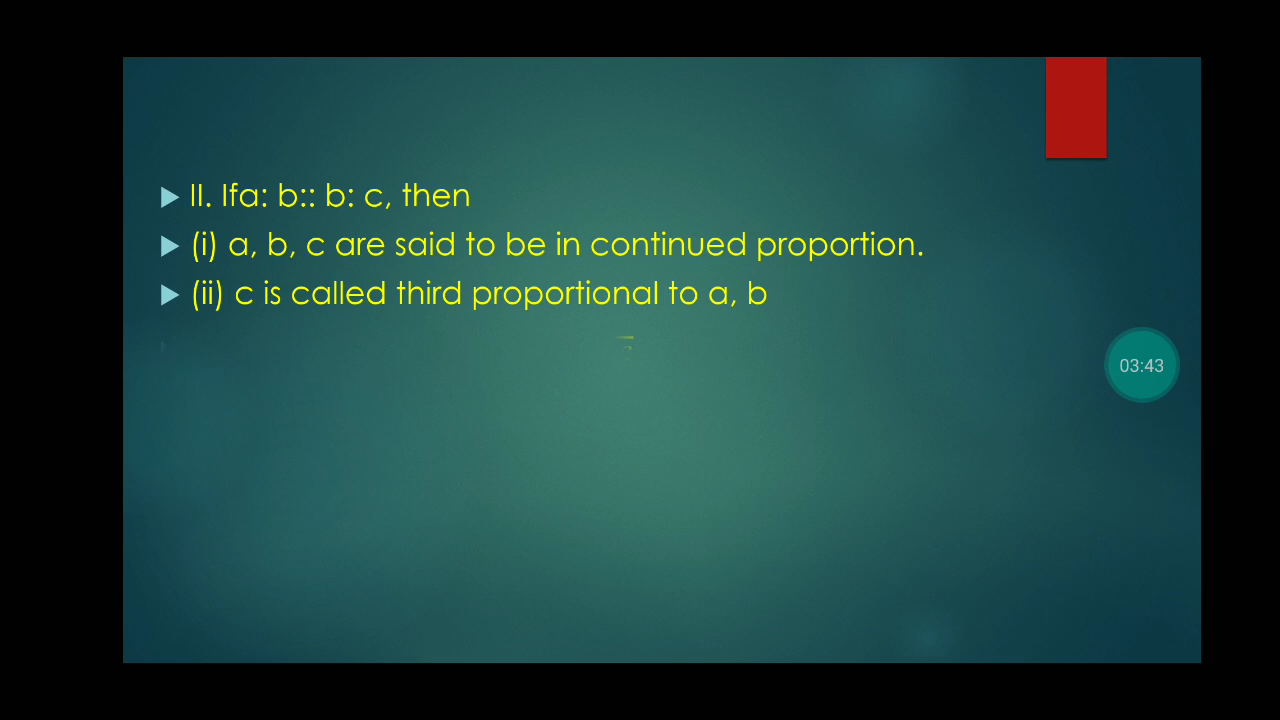 II. Ifa: b:: b: c, then
(i) a, b, c are said to be in continued proportion.
(ii) c is called third proportional to a, b
03:43